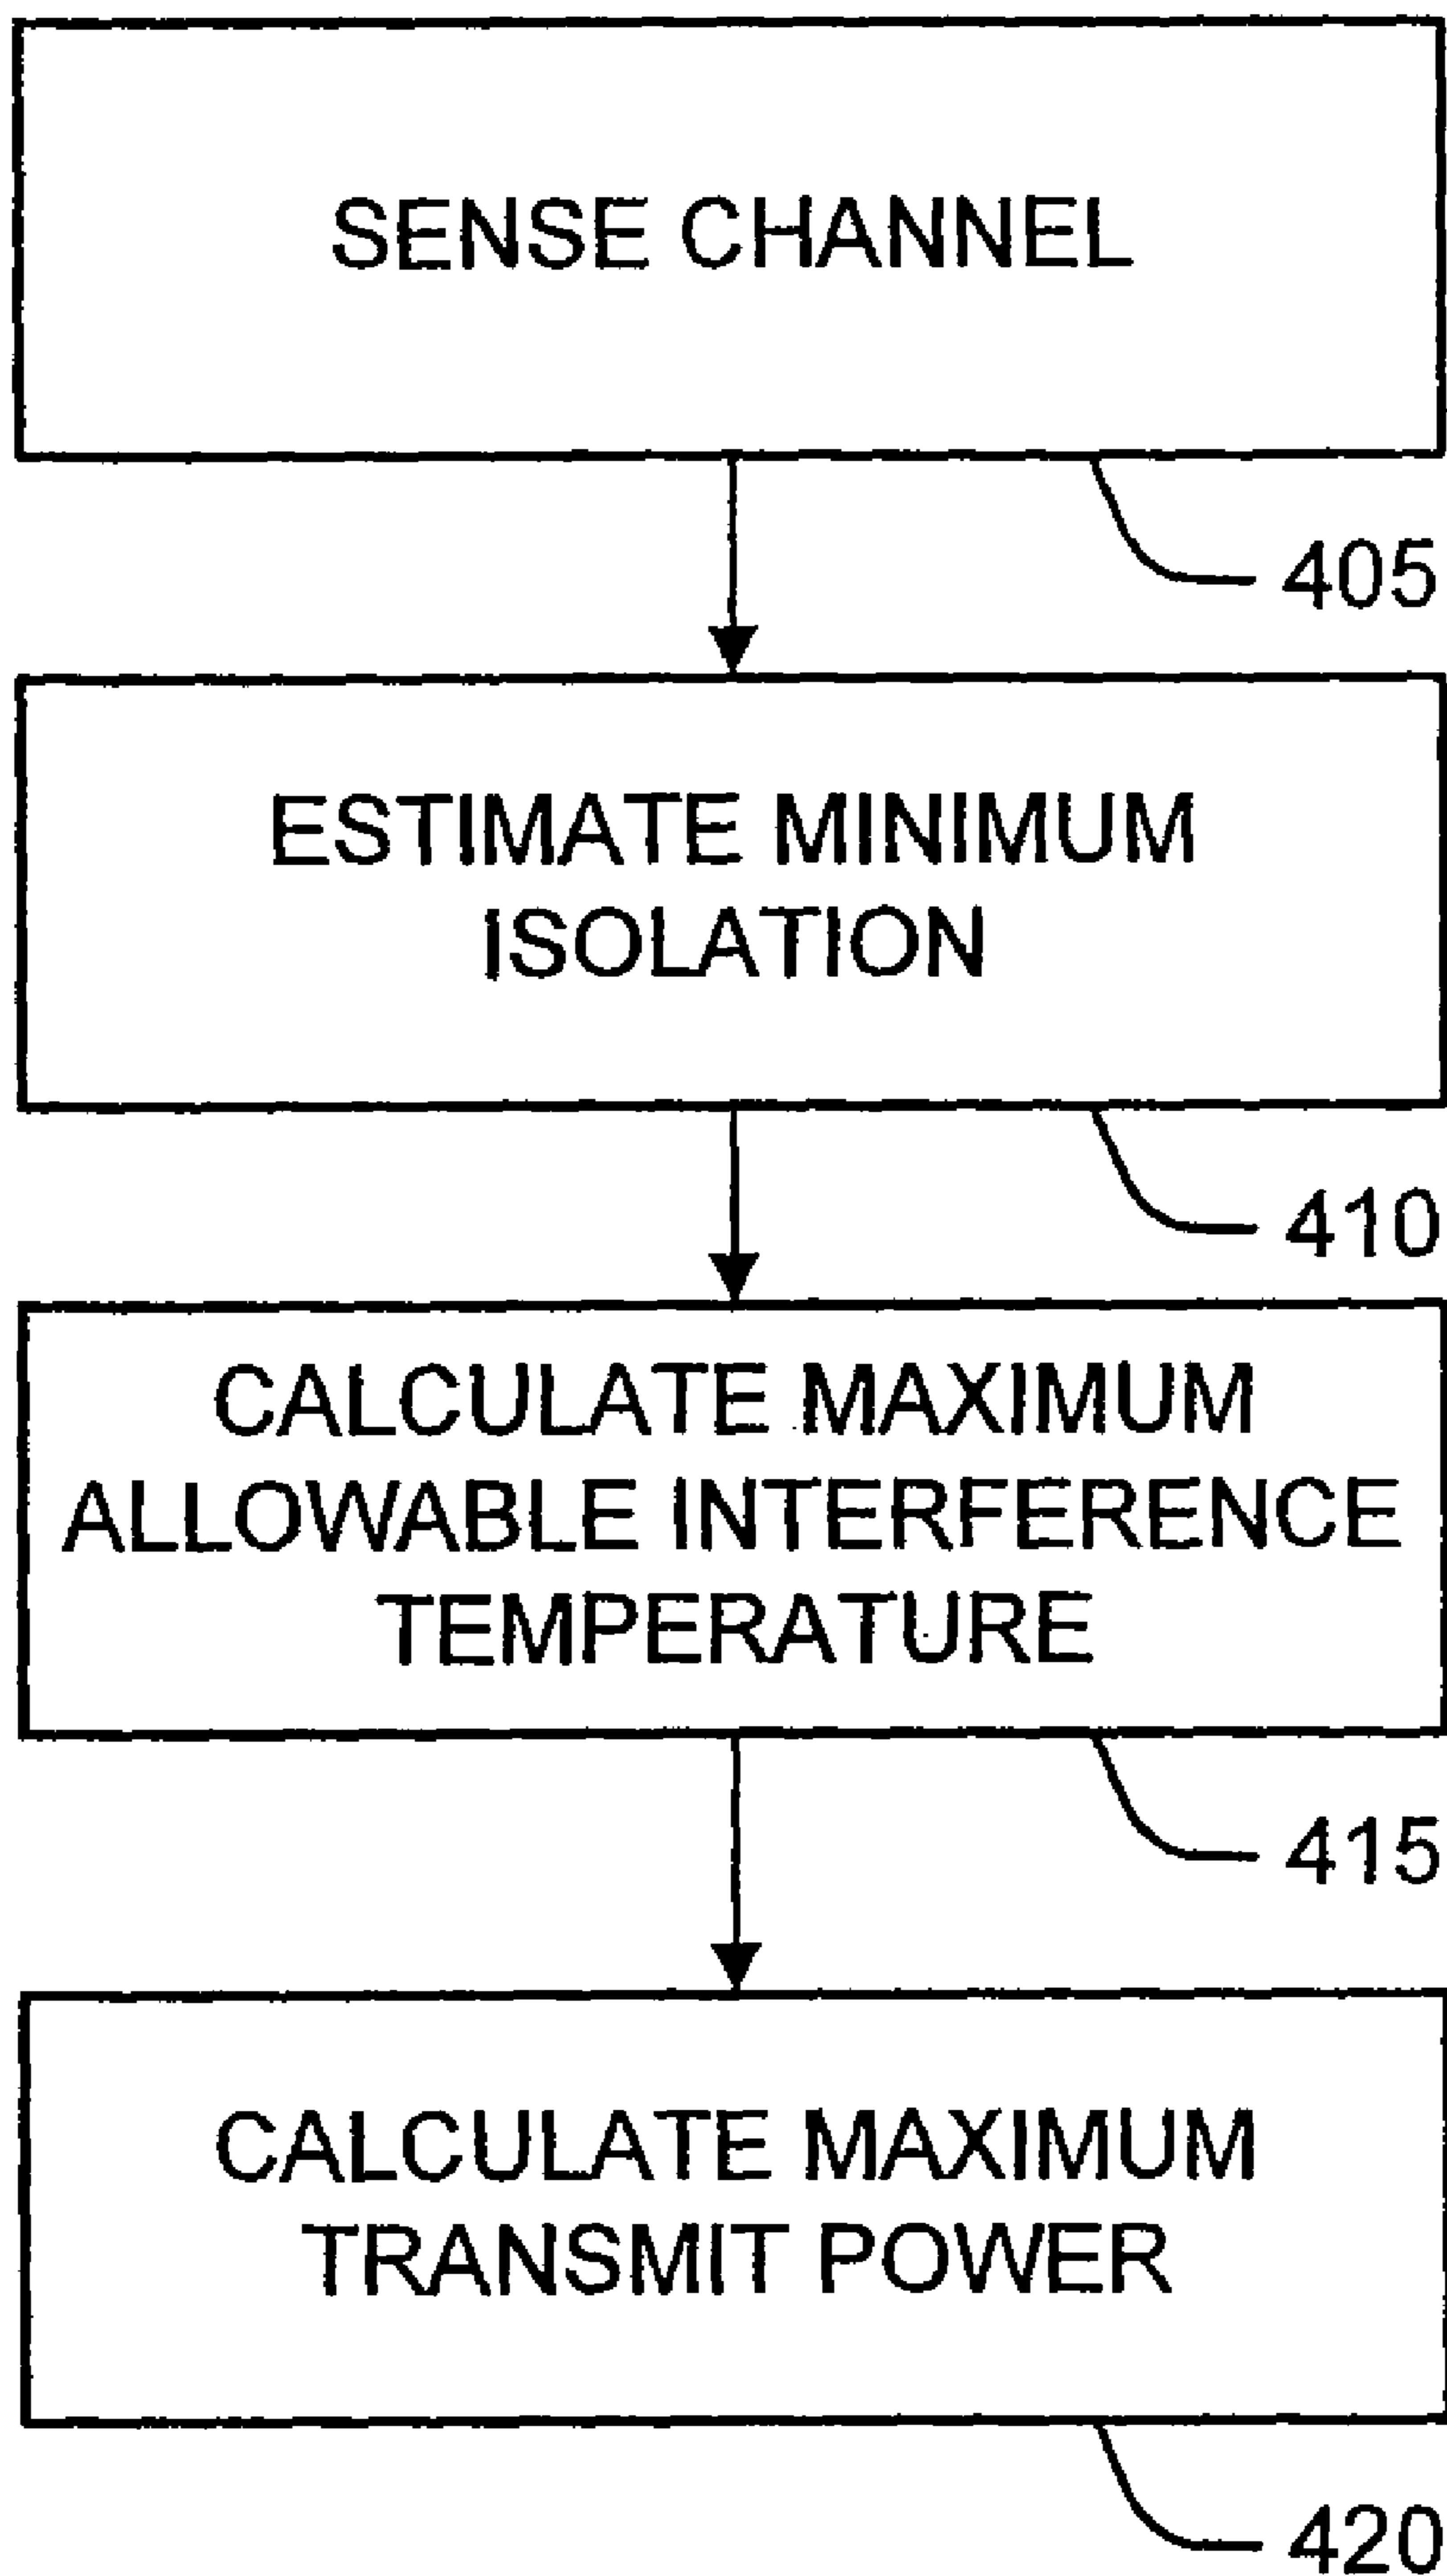 SENSE CHANNEL
405
ESTIMATE MINIMUM
ISOLATION
410
CALCULATE MAXIMUM
ALLOWABLE INTERFERENCE
TEMPERATURE
415
CALCULATE MAXIMUM
TRANSMIT POWER
420